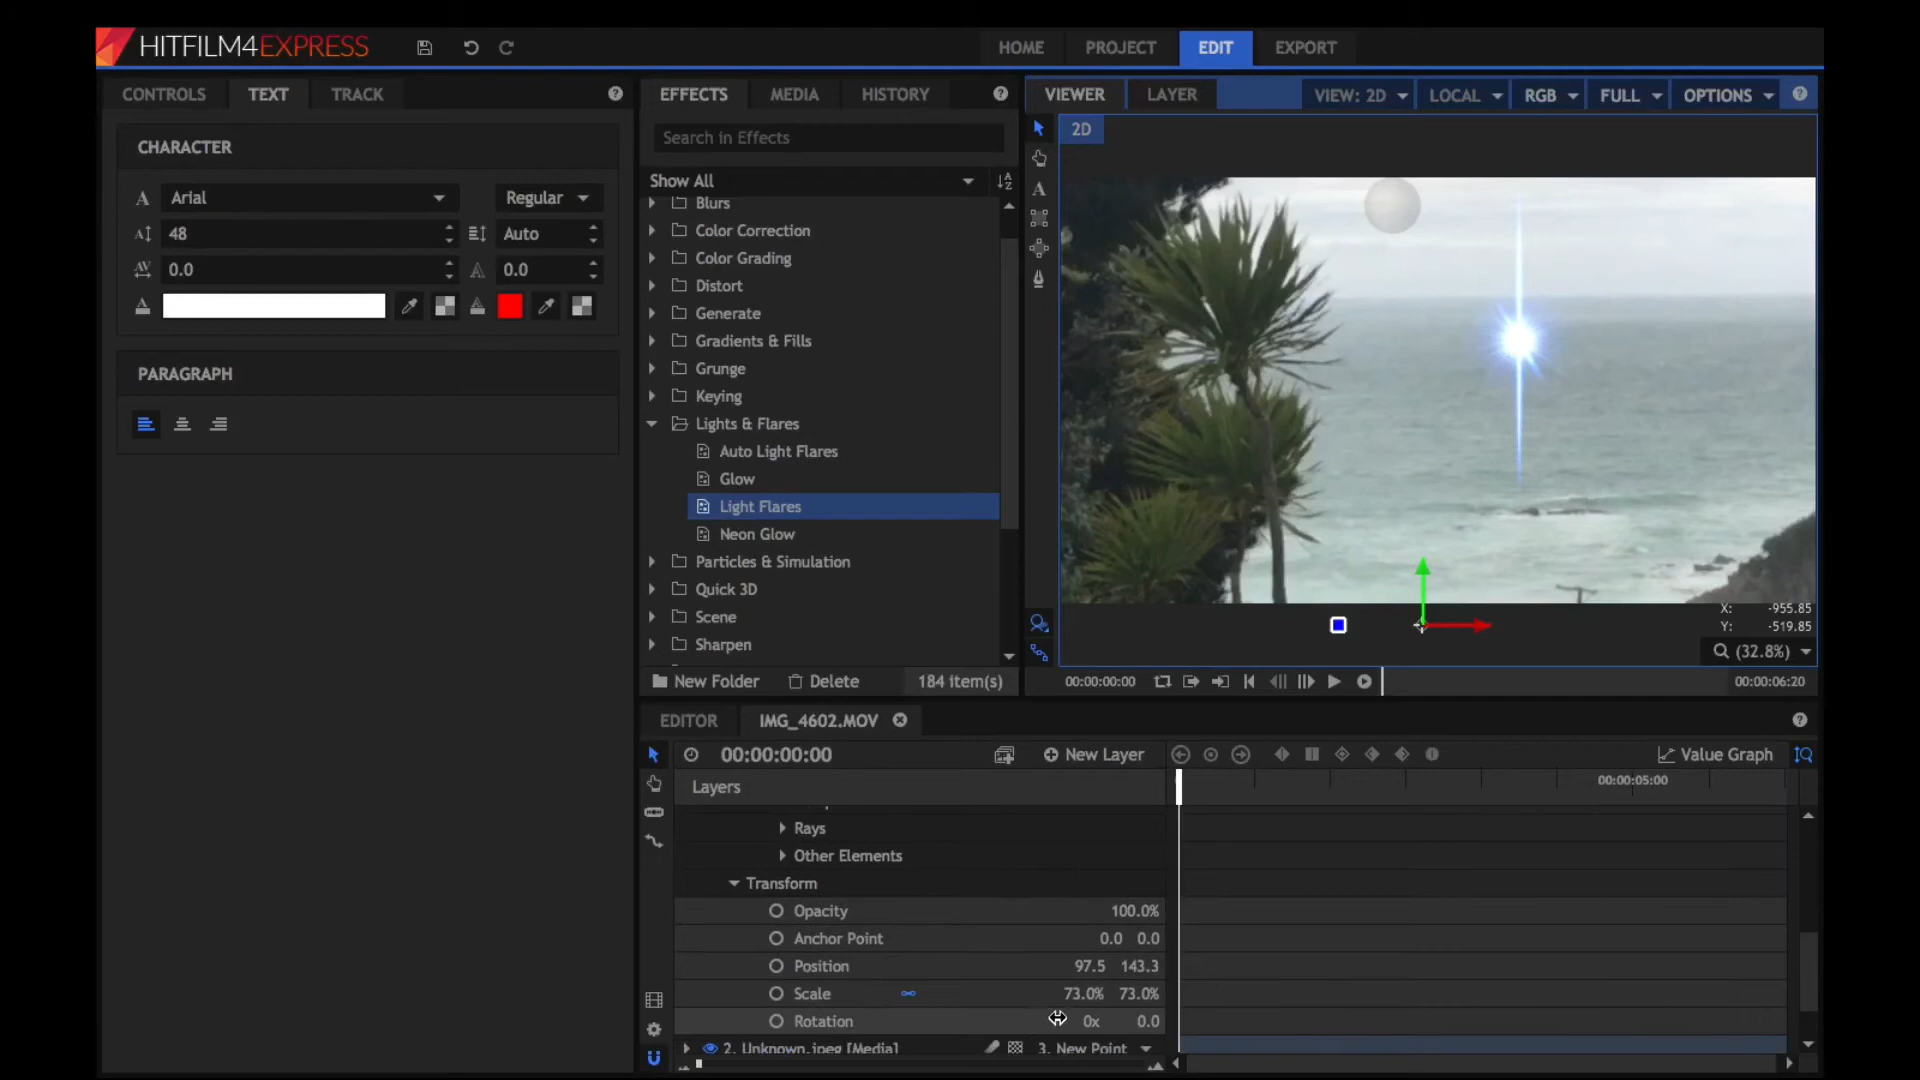 HITFILM4EXPRESS
HOME PROJECT EDIT EXPORT
CONTROLS TEXT TRACK
EFFECTS MEDIA HISTORY
VIEWER LAYER VIEW: 2D LOCAL RGB FULL OPTIONS
CHARACTER
Arial Regular
48 Auto
0.0 0.0
PARAGRAPH
Search in Effects
Show All
Blurs
Color Correction
Color Grading
Distort
Generate
Gradients & Fills
Grunge
Keying
Lights & Flares
Auto Light Flares
Glow
Light Flares
Neon Glow
Particles & Simulation
Quick 3D
Scene
Sharpen
New Folder Delete 184 item(s)
2D
X: -955.85
Y: -519.85
(32.8%)
00:00:00:00 00:00:06:20
EDITOR IMG_4602.MOV
00:00:00:00 New Layer Value Graph
Layers 00:00:05:00
Rays
Other Elements
Transform
Opacity 100.0%
Anchor Point 0.0 0.0
Position 97.5 143.3
Scale 73.0% 73.0%
Rotation 0x 0.0
2. Unknown.jpeg [Media] 3. New Point